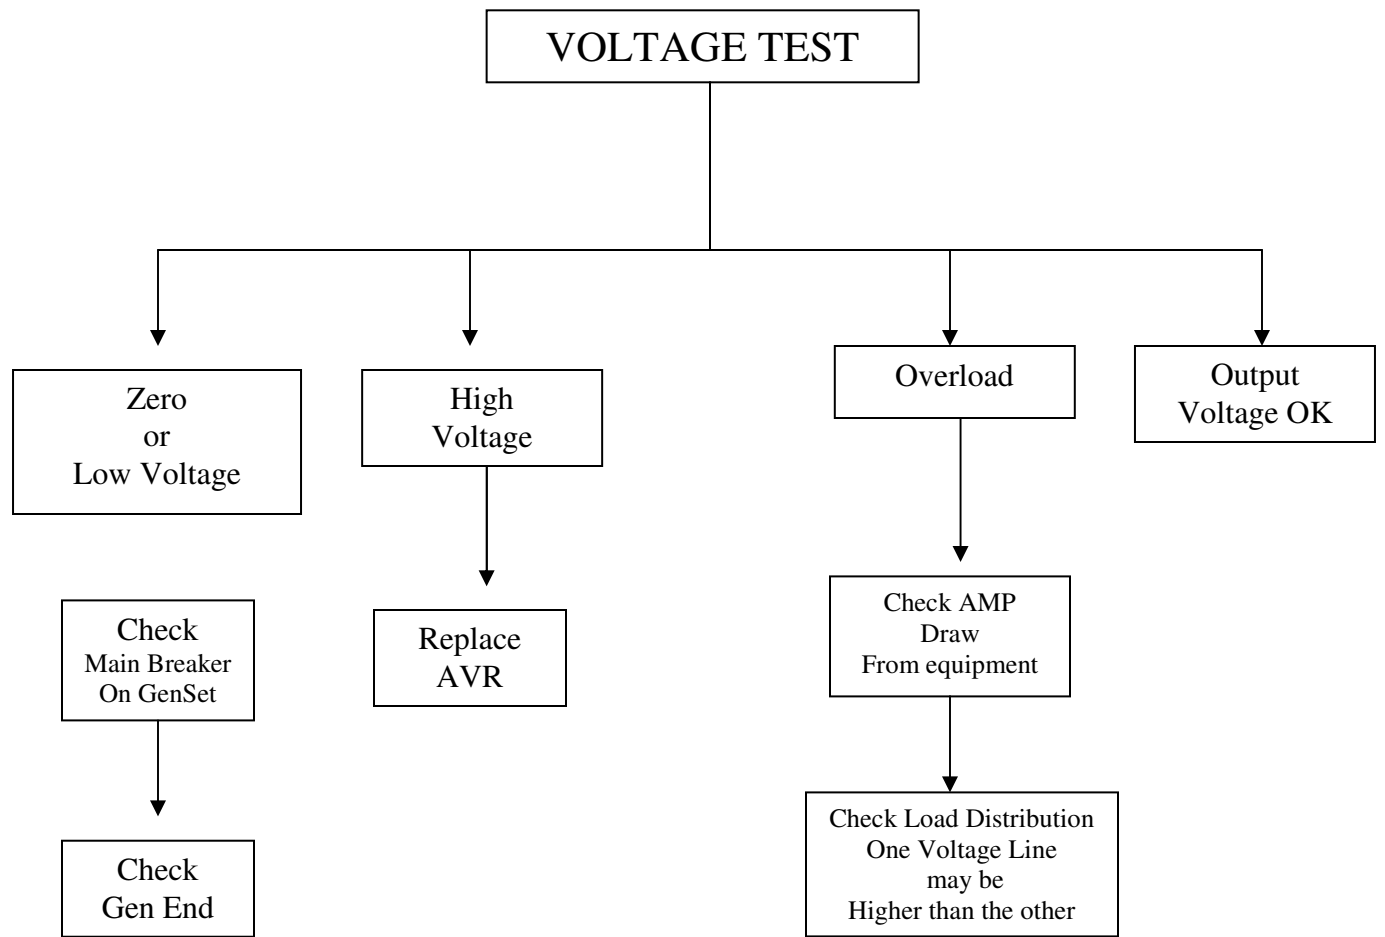 VOLTAGE TEST
Zero
or
Low Voltage
High
Voltage
Overload
Output
Voltage OK
Check
Main Breaker
On GenSet
Replace
AVR
Check AMP
Draw
From equipment
Check
Gen End
Check Load Distribution
One Voltage Line
may be
Higher than the other